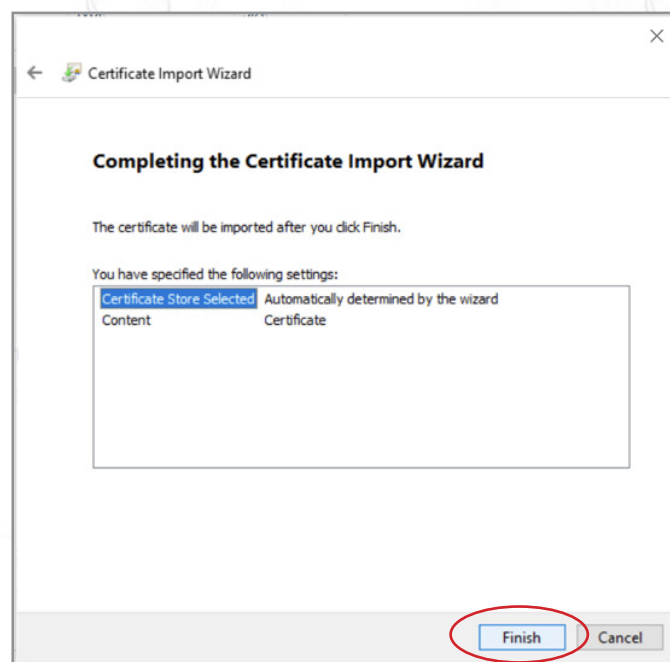 Certificate Import Wizard
Completing the Certificate Import Wizard
The certificate will be imported after you click Finish.
You have specified the following settings:
Certificate Store Selected Automatically determined by the wizard
Content Certificate
Finish Cancel